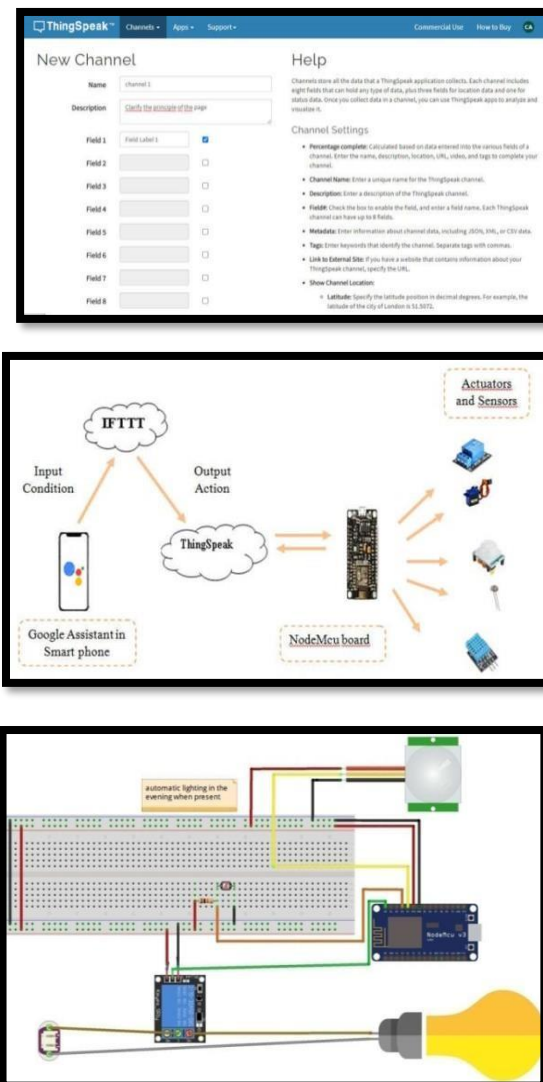 ThingSpeak™ Channels Apps Support Commercial Use How to Buy CA
New Channel
Name channel 1
Description Clarify the principle of the page
Field 1 Field Label 1
Field 2
Field 3
Field 4
Field 5
Field 6
Field 7
Field 8
Help
Channels store all the data that a ThingSpeak application collects. Each channel includes
eight fields that can hold any type of data, plus three fields for location data and one for
status data. Once you collect data in a channel, you can use ThingSpeak apps to analyze and
visualize it.
Channel Settings
• Percentage complete: Calculated based on data entered into the various fields of a
channel. Enter the name, description, location, URL, video, and tags to complete your
channel.
• Channel Name: Enter a unique name for the ThingSpeak channel.
• Description: Enter a description of the ThingSpeak channel.
• Field#: Check the box to enable the field, and enter a field name. Each ThingSpeak
channel can have up to 8 fields.
• Metadata: Enter information about channel data, including JSON, XML, or CSV data.
• Tags: Enter keywords that identify the channel. Separate tags with commas.
• Link to External Site: If you have a website that contains information about your
ThingSpeak channel, specify the URL.
• Show Channel Location:
Latitude: Specify the latitude position in decimal degrees. For example, the
latitude of the city of London is 51.5072.
Actuators
and Sensors
IFTTT
Input
Condition
Output
Action
ThingSpeak
Google Assistant in
Smart phone
NodeMcu board
automatic lighting in the
evening when present
NodeMcu v3